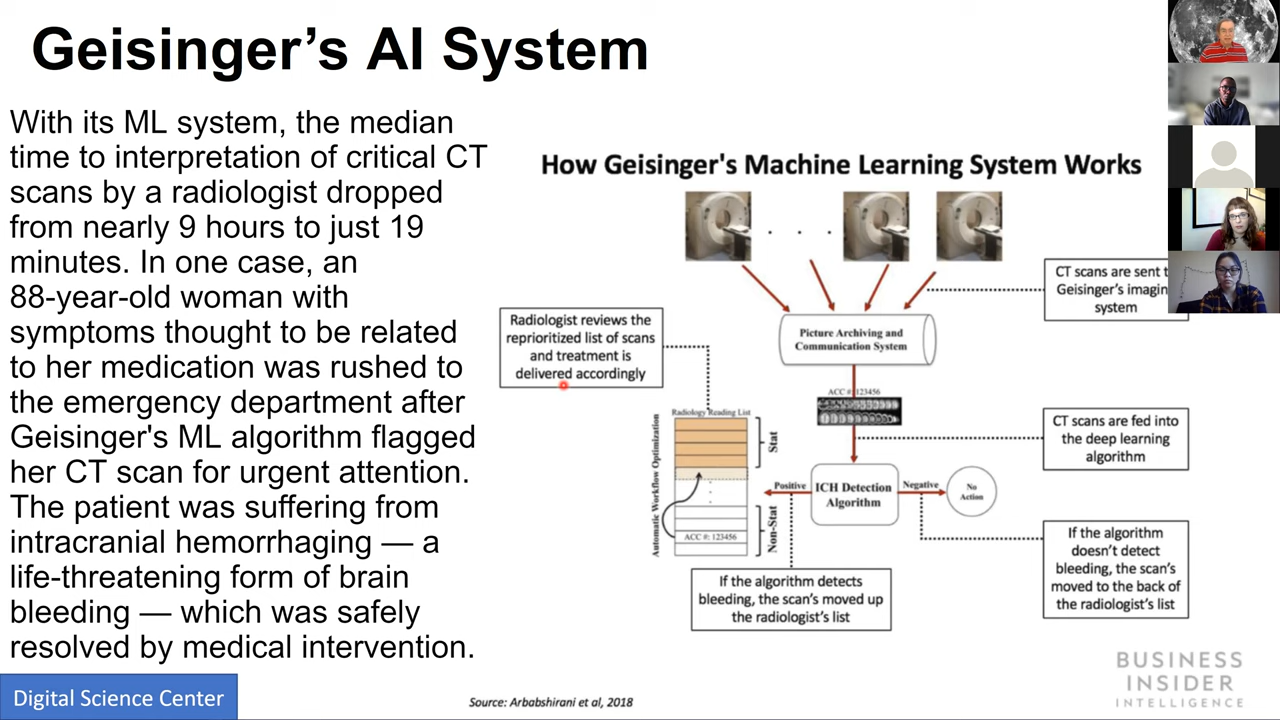 Geisinger’s AI System
With its ML system, the median
time to interpretation of critical CT
scans by a radiologist dropped
from nearly 9 hours to just 19
minutes. In one case, an
88-year-old woman with
symptoms thought to be related
to her medication was rushed to
the emergency department after
Geisinger's ML algorithm flagged
her CT scan for urgent attention.
The patient was suffering from
intracranial hemorrhaging — a
life-threatening form of brain
bleeding — which was safely
resolved by medical intervention.
How Geisinger's Machine Learning System Works
CT scans are sent t
Geisinger’s imagin
system
Picture Archiving and
Communication System
Radiologist reviews the
reprioritized list of scans
and treatment is
delivered accordingly
ACC #: 123456
Radiology Reading List
Automatic Workflow Optimization
Stat
Non-Stat
ACC #: 123456
CT scans are fed into
the deep learning
algorithm
Positive
ICH Detection
Algorithm
Negative
No
Action
If the algorithm detects
bleeding, the scan’s moved up
the radiologist’s list
If the algorithm
doesn’t detect
bleeding, the scan’s
moved to the back of
the radiologist’s list
BUSINESS
INSIDER
INTELLIGENCE
Digital Science Center
Source: Arbabshirani et al, 2018